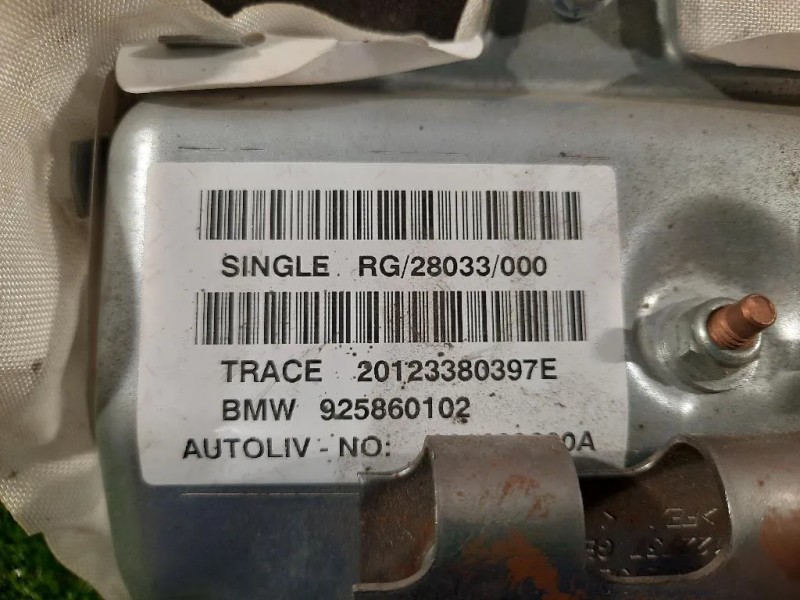 SINGLE RG/28033/000
TRACE 20123380397E
BMW 925860102
AUTOLIV - NO: